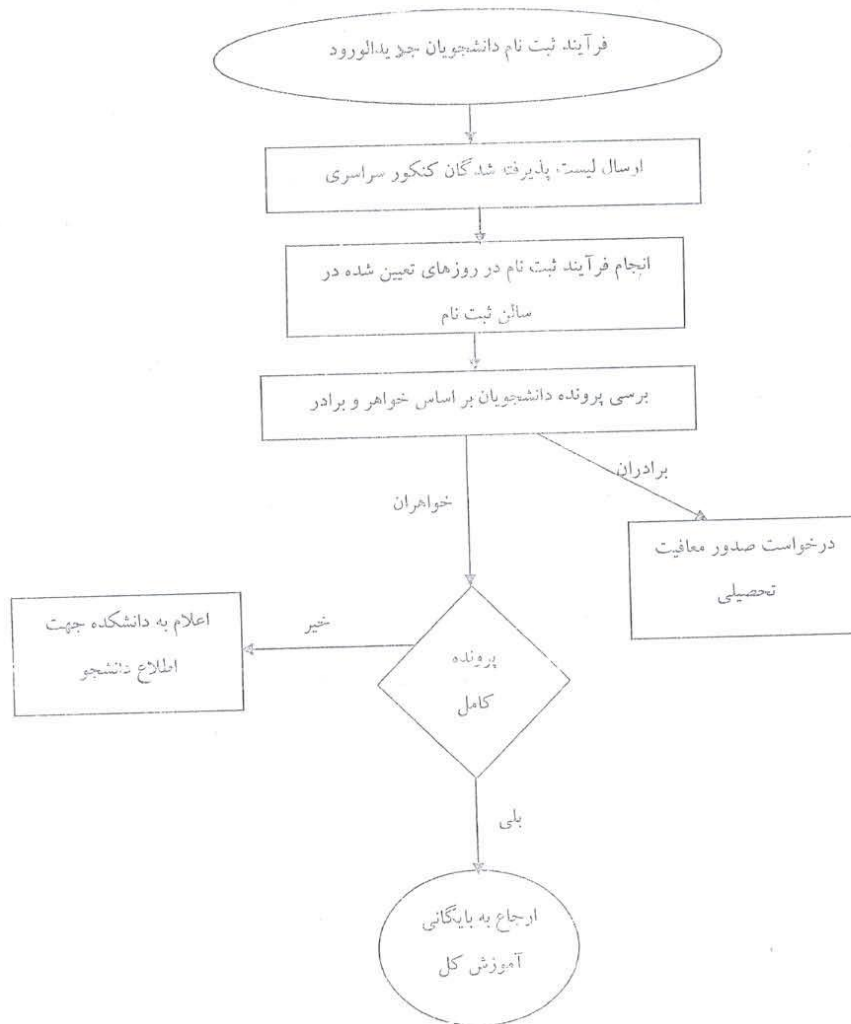 فرآیند ثبت نام دانشجویان جدیدالورود
ارسال لیست پذیرفت شدگان کنکور سراسری
انجام فرآیند ثبت نام در روزهای تعیین شده در
سالن ثبت نام
برسی پرونده دانشجویان بر اساس خواهر و برادر
برادران
خواهران
درخواست صدور معافیت
تحصیلی
خیر
اعلام به دانشکده جهت
اطلاع دانشجو
پرونده
کامل
بلی
ارجاع به بایگانی
آموزش کل